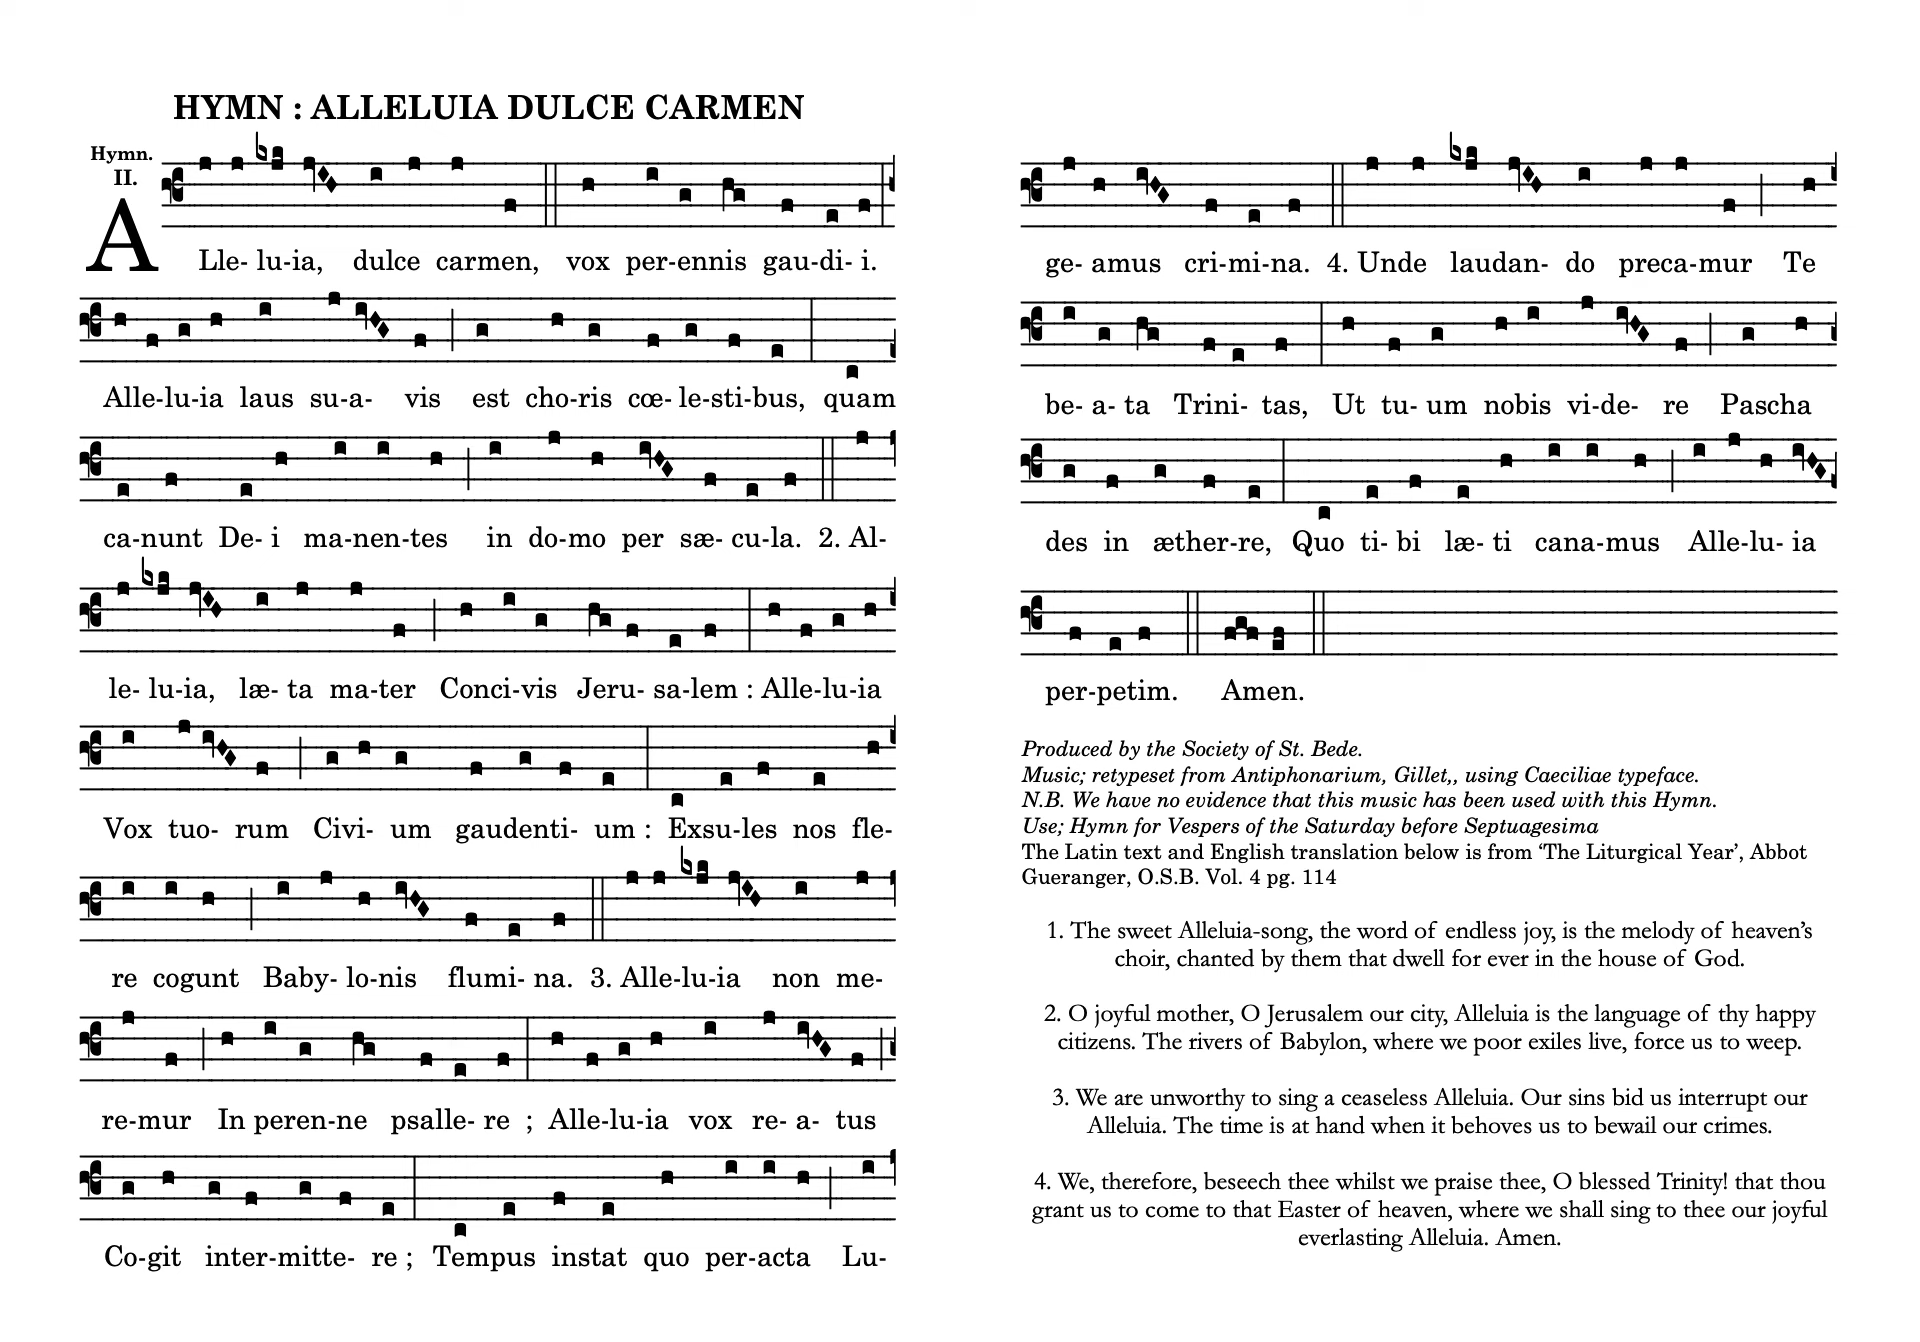 HYMN : ALLELUIA DULCE CARMEN
Hymn.
II.
ALle- lu-ia, dulce carmen, vox per-ennis gau-di- i.
Alle-lu-ia laus su-a- vis est cho-ris cœ- le-sti-bus, quam
ca-nunt De- i ma-nen-tes in do-mo per sæ- cu-la. 2. Al-
le- lu-ia, læ- ta ma-ter Conci-vis Jeru- sa-lem : Alle-lu-ia
Vox tuo- rum Civi- um gaudenti- um : Exsu-les nos fle-
re cogunt Baby- lo-nis flumi- na. 3. Alle-lu-ia non me-
re-mur In peren-ne psalle- re ; Alle-lu-ia vox re- a- tus
Co-git inter-mitte- re ; Tempus instat quo per-acta Lu-
ge- amus cri-mi-na. 4. Unde laudan- do preca-mur Te
be- a- ta Trini- tas, Ut tu- um nobis vi-de- re Pascha
des in æther-re, Quo ti- bi læ- ti cana-mus Alle-lu- ia
per-petim. Amen.
Produced by the Society of St. Bede.
Music; retypeset from Antiphonarium, Gillet,, using Caeciliae typeface.
N.B. We have no evidence that this music has been used with this Hymn.
Use; Hymn for Vespers of the Saturday before Septuagesima
The Latin text and English translation below is from ‘The Liturgical Year’, Abbot
Gueranger, O.S.B. Vol. 4 pg. 114
1. The sweet Alleluia-song, the word of endless joy, is the melody of heaven’s
choir, chanted by them that dwell for ever in the house of God.
2. O joyful mother, O Jerusalem our city, Alleluia is the language of thy happy
citizens. The rivers of Babylon, where we poor exiles live, force us to weep.
3. We are unworthy to sing a ceaseless Alleluia. Our sins bid us interrupt our
Alleluia. The time is at hand when it behoves us to bewail our crimes.
4. We, therefore, beseech thee whilst we praise thee, O blessed Trinity! that thou
grant us to come to that Easter of heaven, where we shall sing to thee our joyful
everlasting Alleluia. Amen.